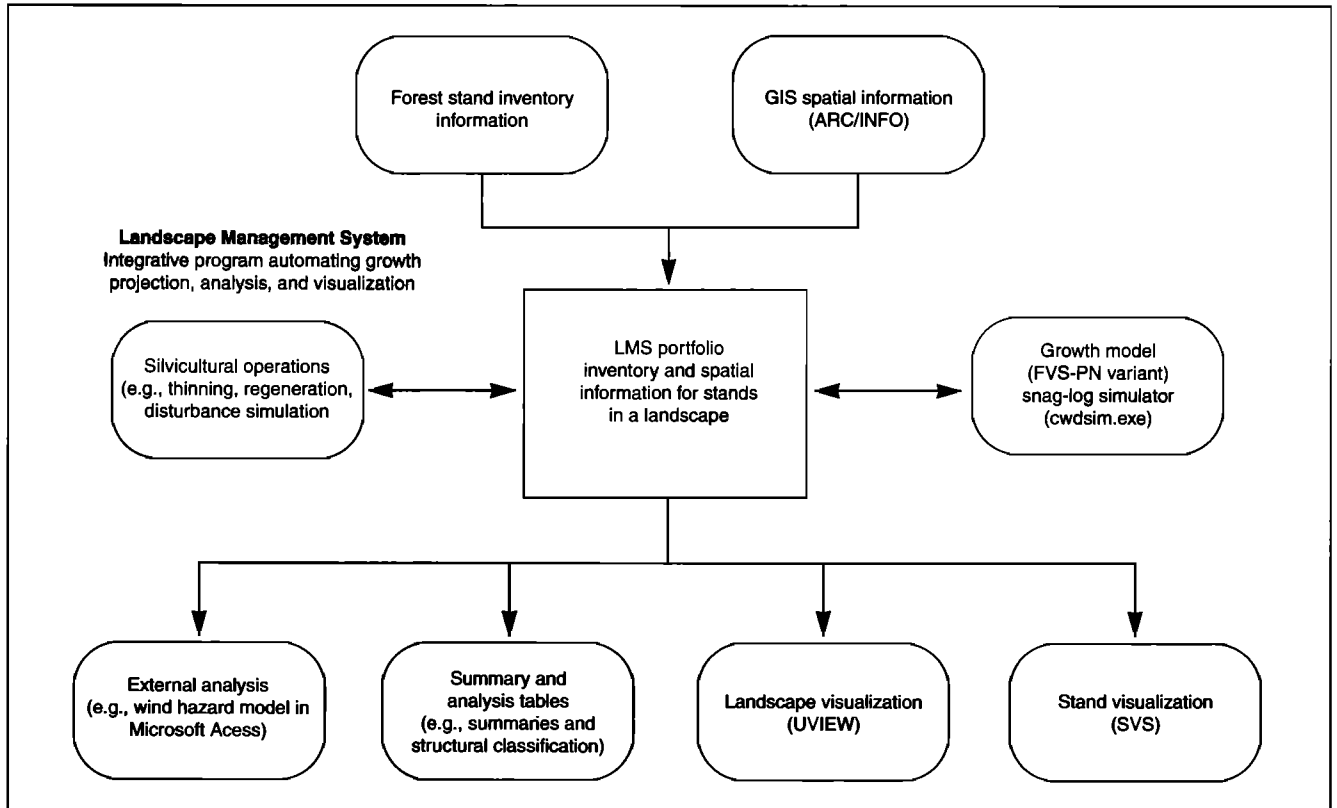 Forest stand inventory
information
GIS spatial information
(ARC/INFO)
Landscape Management System
Integrative program automating growth
projection, analysis, and visualization
Silvicultural operations
(e.g., thinning, regeneration,
disturbance simulation
LMS portfolio
inventory and spatial
information for stands
in a landscape
Growth model
(FVS-PN variant)
snag-log simulator
(cwdsim.exe)
External analysis
(e.g., wind hazard model in
Microsoft Acess)
Summary and
analysis tables
(e.g., summaries and
structural classification)
Landscape visualization
(UVIEW)
Stand visualization
(SVS)